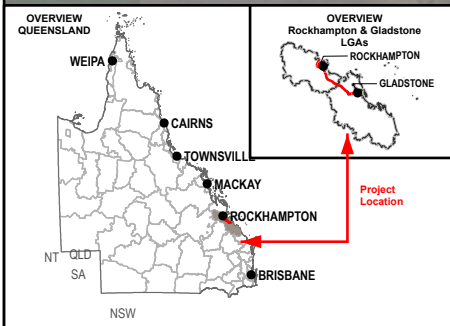 OVERVIEW
QUEENSLAND
WEIPA
CAIRNS
TOWNSVILLE
MACKAY
ROCKHAMPTON
BRISBANE
NT
QLD
SA
NSW
OVERVIEW
Rockhampton & Gladstone
LGAs
ROCKHAMPTON
GLADSTONE
Project
Location